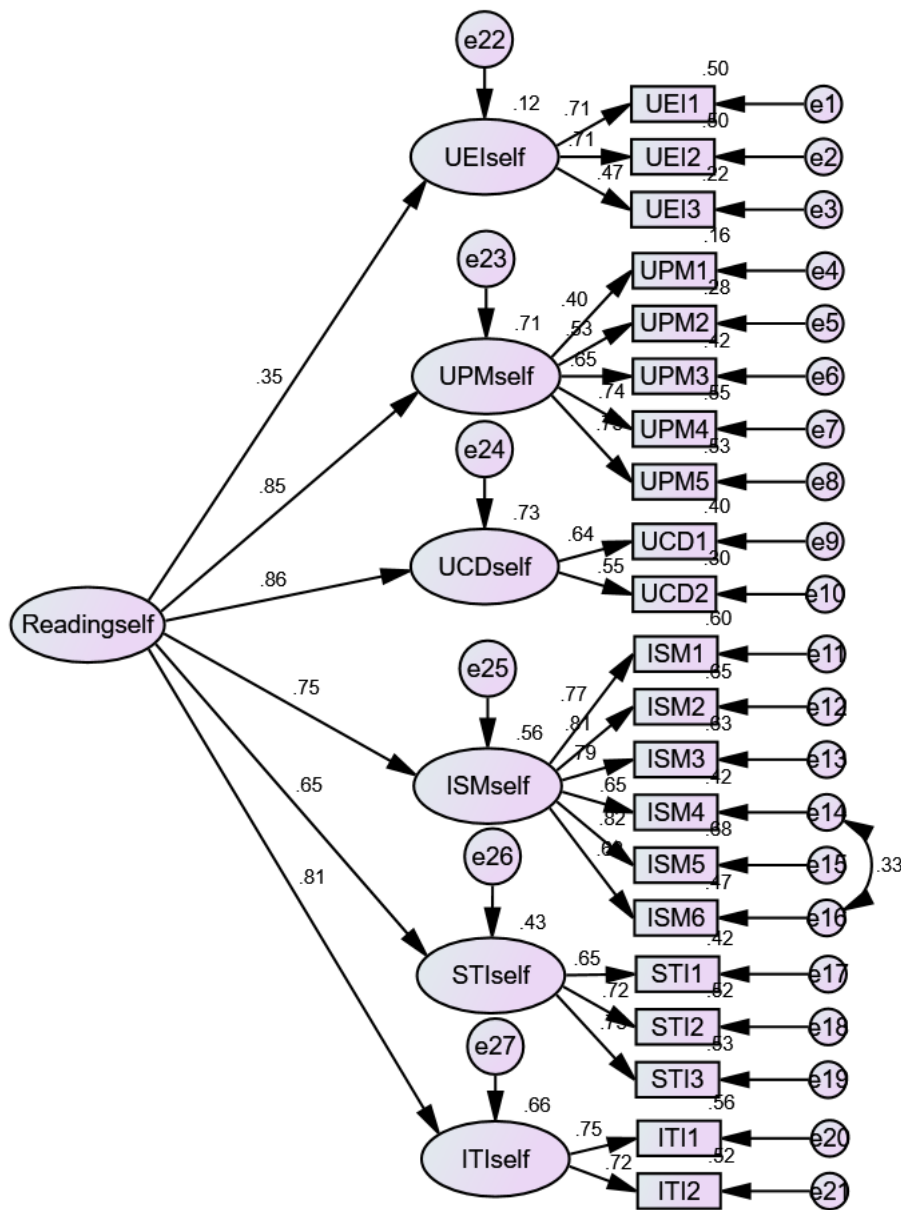 e22
.12
UEIself
.71
.71
.47
.50
UEI1
e1
.50
UEI2
e2
.22
UEI3
e3
e23
.71
UPMself
.35
.40
.53
.65
.74
.16
UPM1
e4
.28
UPM2
e5
.42
UPM3
e6
.55
UPM4
e7
.53
UPM5
e8
.85
e24
.73
UCDself
.86
.64
.55
.40
UCD1
e9
.30
UCD2
e10
Readingself
e25
.56
ISMself
.75
.77
.81
.79
.65
.82
.60
ISM1
e11
.65
ISM2
e12
.63
ISM3
e13
.42
ISM4
e14
.68
ISM5
e15
.47
ISM6
e16
.33
.65
e26
.43
STIself
.65
.72
.42
STI1
e17
.52
STI2
e18
.53
STI3
e19
.81
e27
.66
ITIself
.75
.72
.56
ITI1
e20
.52
ITI2
e21